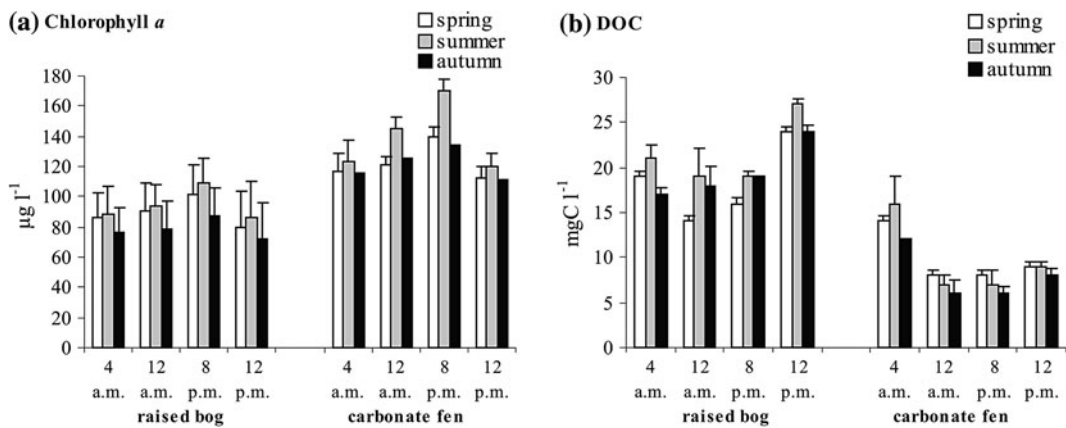 (a) Chlorophyll a
spring
summer
autumn
µg l-1
180
160
140
120
100
80
60
40
20
0
4 12 8 12 4 12 8 12
a.m. a.m. p.m. p.m. a.m. a.m. p.m. p.m.
raised bog carbonate fen
(b) DOC
spring
summer
autumn
mgC l-1
30
25
20
15
10
5
0
4 12 8 12 4 12 8 12
a.m. a.m. p.m. p.m. a.m. a.m. p.m. p.m.
raised bog carbonate fen